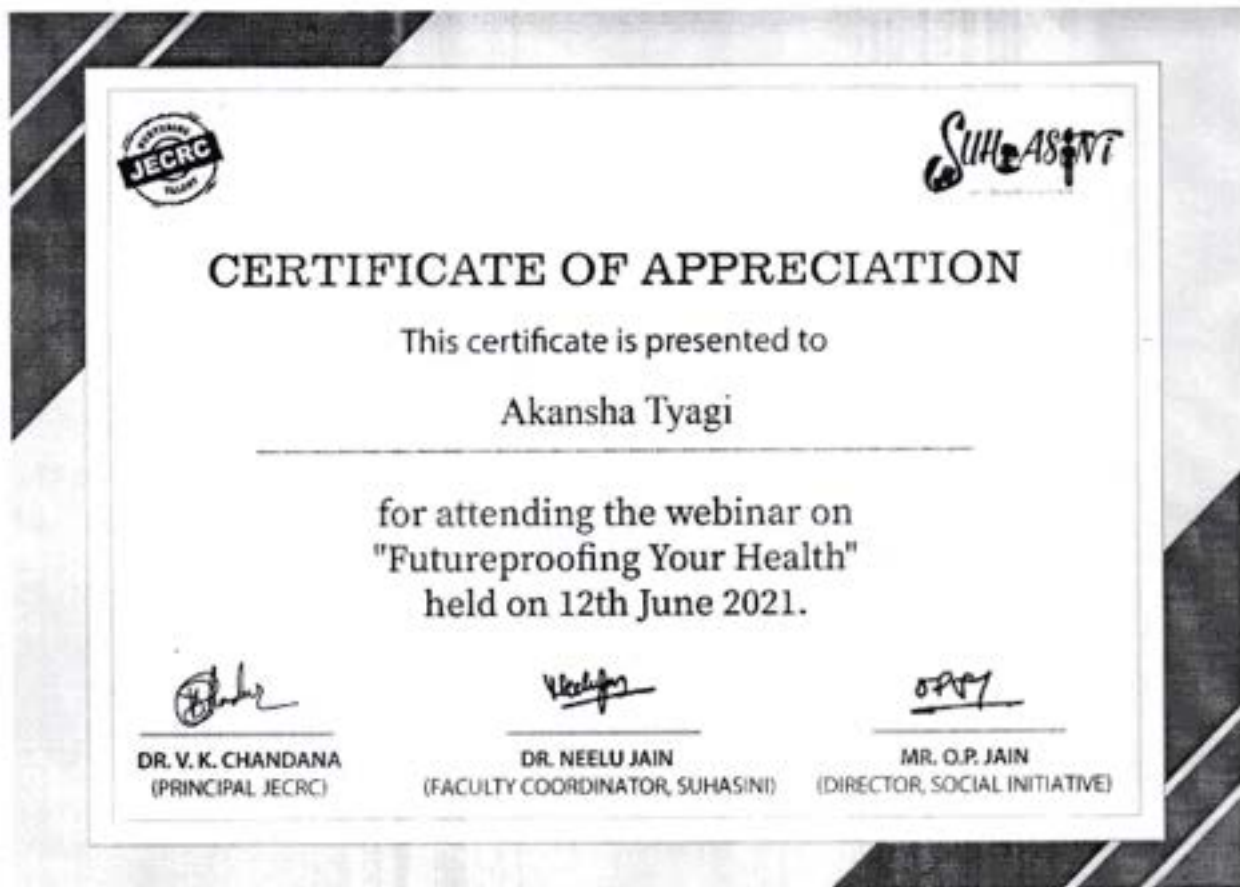 NURTURING
JECRC
TALENT
SUHASINI
CERTIFICATE OF APPRECIATION
This certificate is presented to
Akansha Tyagi
for attending the webinar on
"Futureproofing Your Health"
held on 12th June 2021.
DR. V. K. CHANDANA
(PRINCIPAL JECRC)
DR. NEELU JAIN
(FACULTY COORDINATOR, SUHASINI)
MR. O.P. JAIN
(DIRECTOR, SOCIAL INITIATIVE)